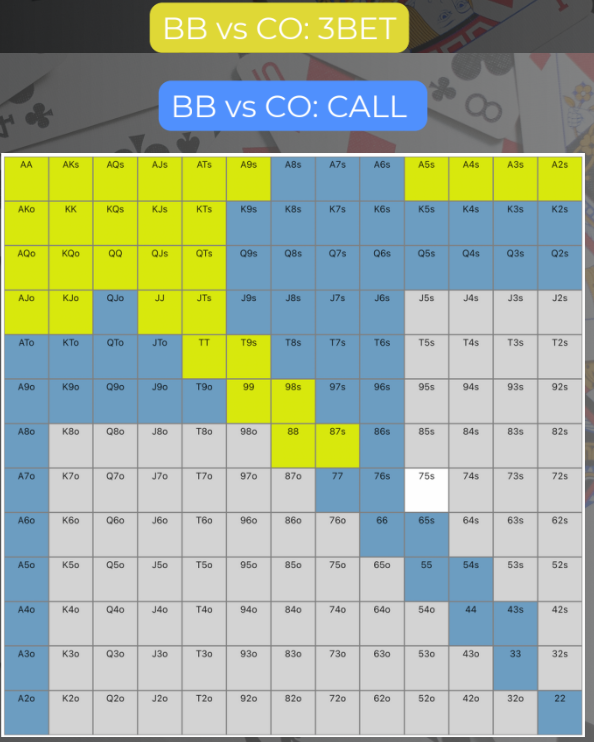 BB vs CO: 3BET
BB vs CO: CALL
AA AKs AQs AJs ATs A9s A8s A7s A6s A5s A4s A3s A2s
AKo KK KQs KJs KTs K9s K8s K7s K6s K5s K4s K3s K2s
AQo KQo QQ QJs QTs Q9s Q8s Q7s Q6s Q5s Q4s Q3s Q2s
AJo KJo QJo JJ JTs J9s J8s J7s J6s J5s J4s J3s J2s
ATo KTo QTo JTo TT T9s T8s T7s T6s T5s T4s T3s T2s
A9o K9o Q9o J9o T9o 99 98s 97s 96s 95s 94s 93s 92s
A8o K8o Q8o J8o T8o 98o 88 87s 86s 85s 84s 83s 82s
A7o K7o Q7o J7o T7o 97o 87o 77 76s 75s 74s 73s 72s
A6o K6o Q6o J6o T6o 96o 86o 76o 66 65s 64s 63s 62s
A5o K5o Q5o J5o T5o 95o 85o 75o 65o 55 54s 53s 52s
A4o K4o Q4o J4o T4o 94o 84o 74o 64o 54o 44 43s 42s
A3o K3o Q3o J3o T3o 93o 83o 73o 63o 53o 43o 33 32s
A2o K2o Q2o J2o T2o 92o 82o 72o 62o 52o 42o 32o 22